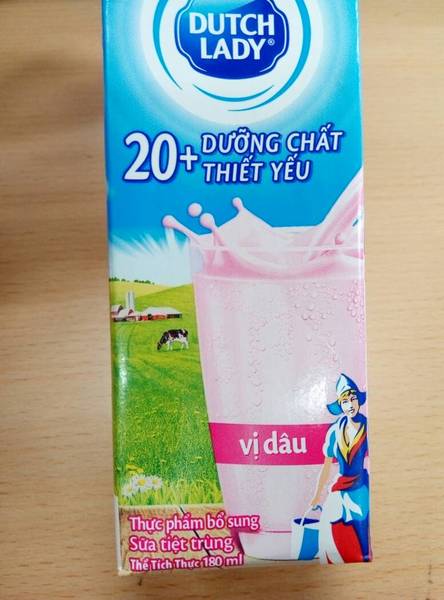 DUTCH
LADY®
20+ DƯỠNG CHẤT
THIẾT YẾU
vị dâu
Thực phẩm bổ sung
Sữa tiệt trùng
Thể Tích Thực 180 ml